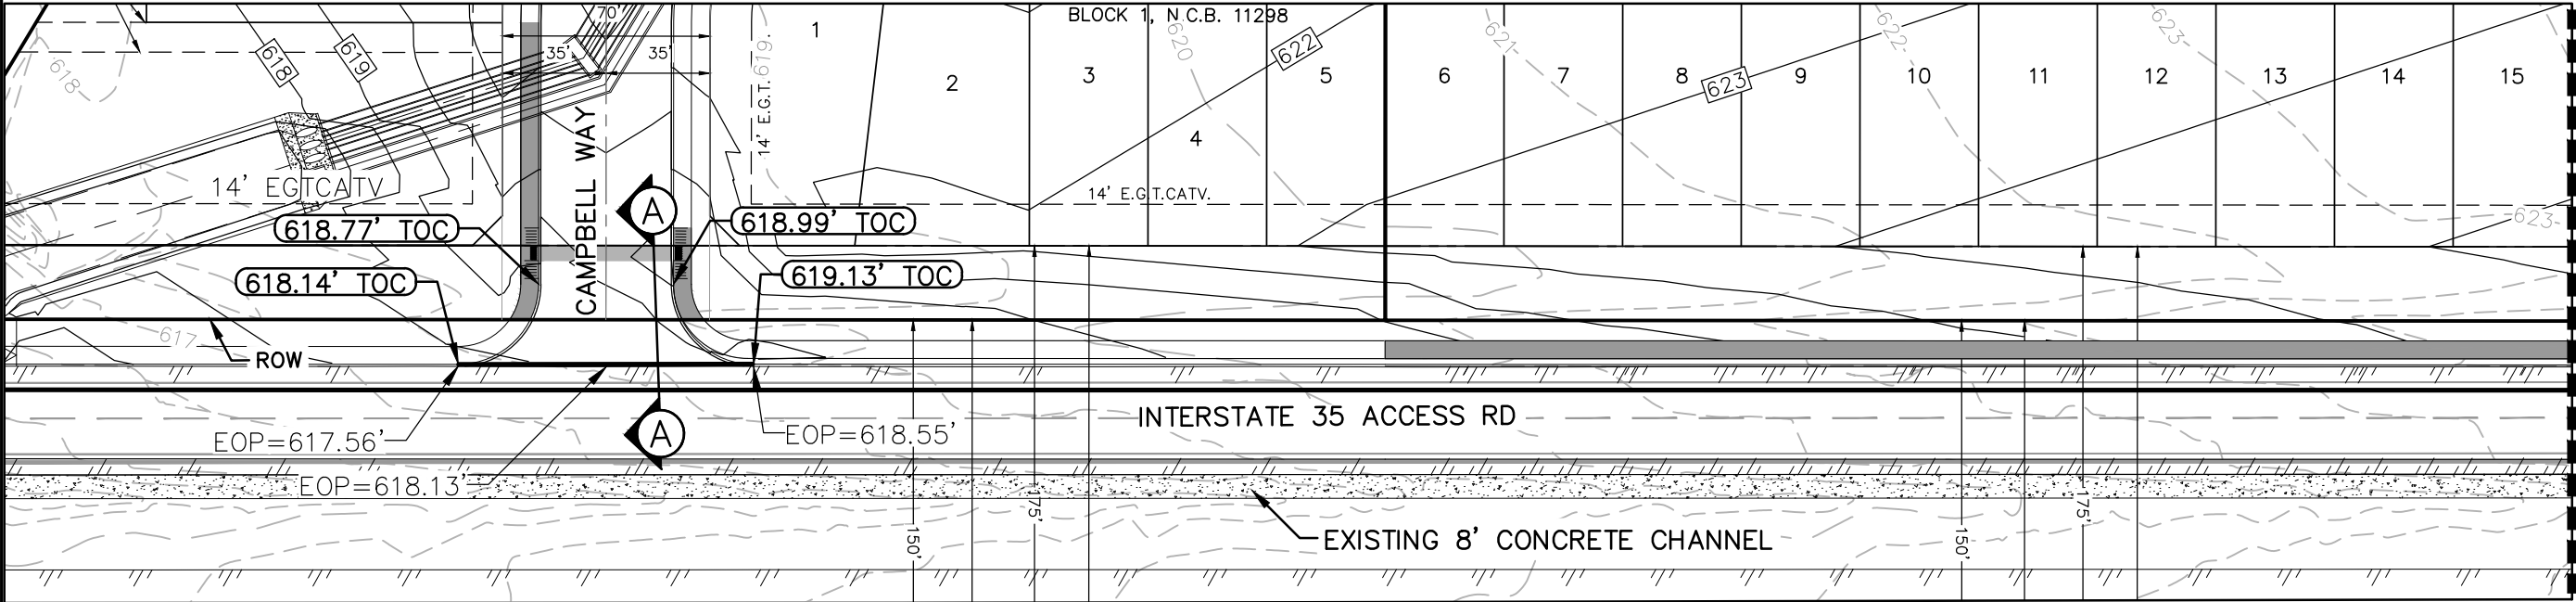 70'
BLOCK 1, N.C.B. 11298
35'
35'
1
2
3
4
5
6
7
8
9
10
11
12
13
14
15
618
618
619
14' E.G.T. 619.
620
622
621
623
622
623
623
14' EGTCATV
CAMPBELL WAY
A
14' E.G.T.CATV.
618.77' TOC
618.99' TOC
618.14' TOC
619.13' TOC
617
ROW
INTERSTATE 35 ACCESS RD
A
EOP=617.56'
EOP=618.55'
EOP=618.13'
EXISTING 8' CONCRETE CHANNEL
150'
175'
150'
175'